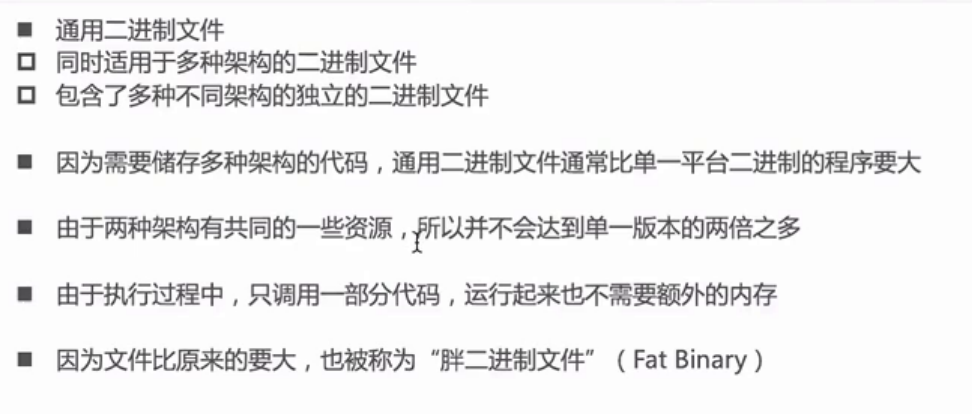 通用二进制文件
同时适用于多种架构的二进制文件
包含了多种不同架构的独立的二进制文件
因为需要储存多种架构的代码，通用二进制文件通常比单一平台二进制的程序要大
由于两种架构有共同的一些资源，所以并不会达到单一版本的两倍之多
由于执行过程中，只调用一部分代码，运行起来也不需要额外的内存
因为文件比原来的要大，也被称为“胖二进制文件”（Fat Binary）